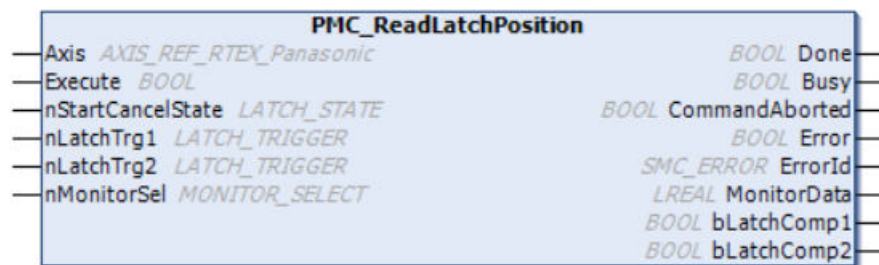 PMC_ReadLatchPosition
Axis AXIS_REF_RTEX_Panasonic BOOL Done
Execute BOOL BOOL Busy
nStartCancelState LATCH_STATE BOOL CommandAborted
nLatchTrg1 LATCH_TRIGGER BOOL Error
nLatchTrg2 LATCH_TRIGGER SMC_ERROR ErrorId
nMonitorSel MONITOR_SELECT LREAL MonitorData
BOOL bLatchComp1
BOOL bLatchComp2